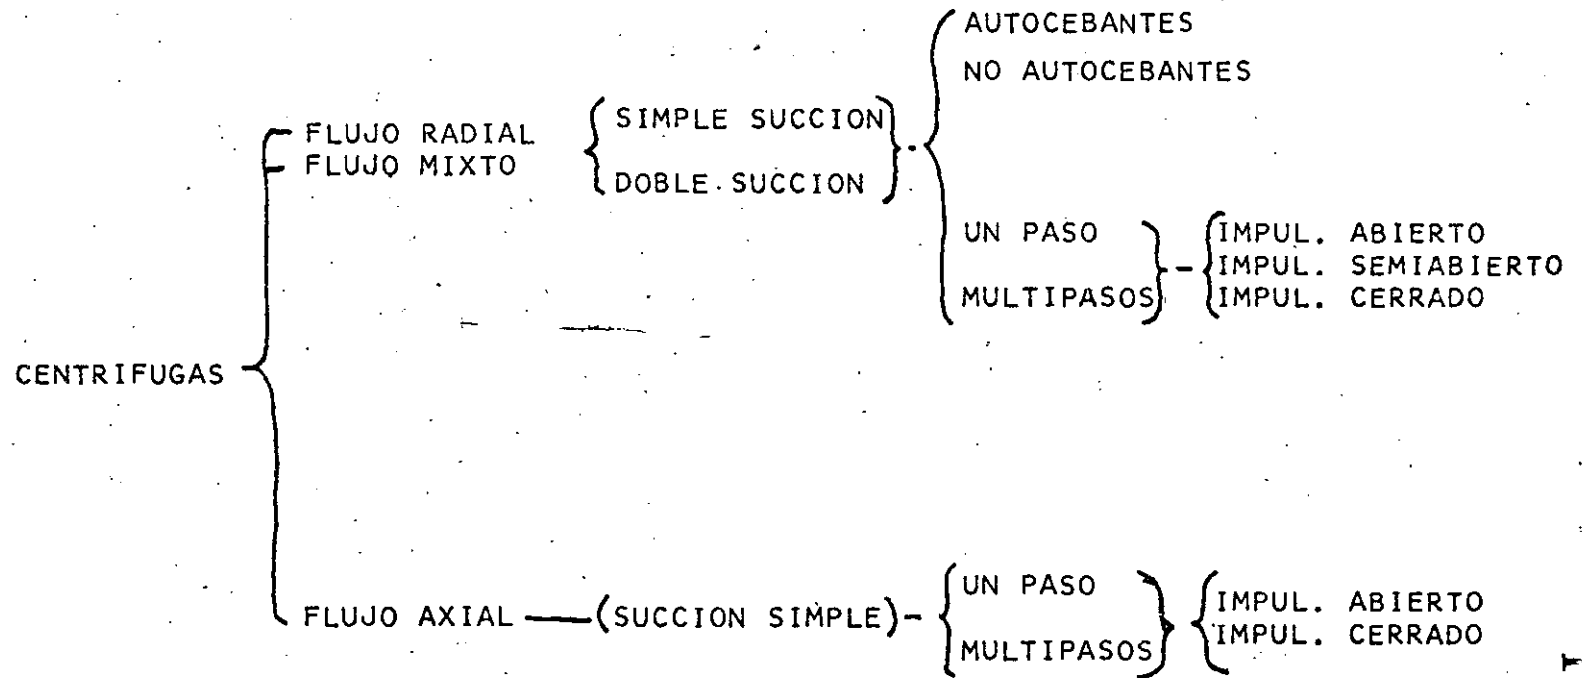 AUTOCEBANTES
NO AUTOCEBANTES
FLUJO RADIAL
FLUJO MIXTO
SIMPLE SUCCION
DOBLE SUCCION
UN PASO
MULTIPASOS
IMPUL. ABIERTO
IMPUL. SEMIABIERTO
IMPUL. CERRADO
CENTRIFUGAS
FLUJO AXIAL
(SUCCION SIMPLE)
UN PASO
MULTIPASOS
IMPUL. ABIERTO
IMPUL. CERRADO